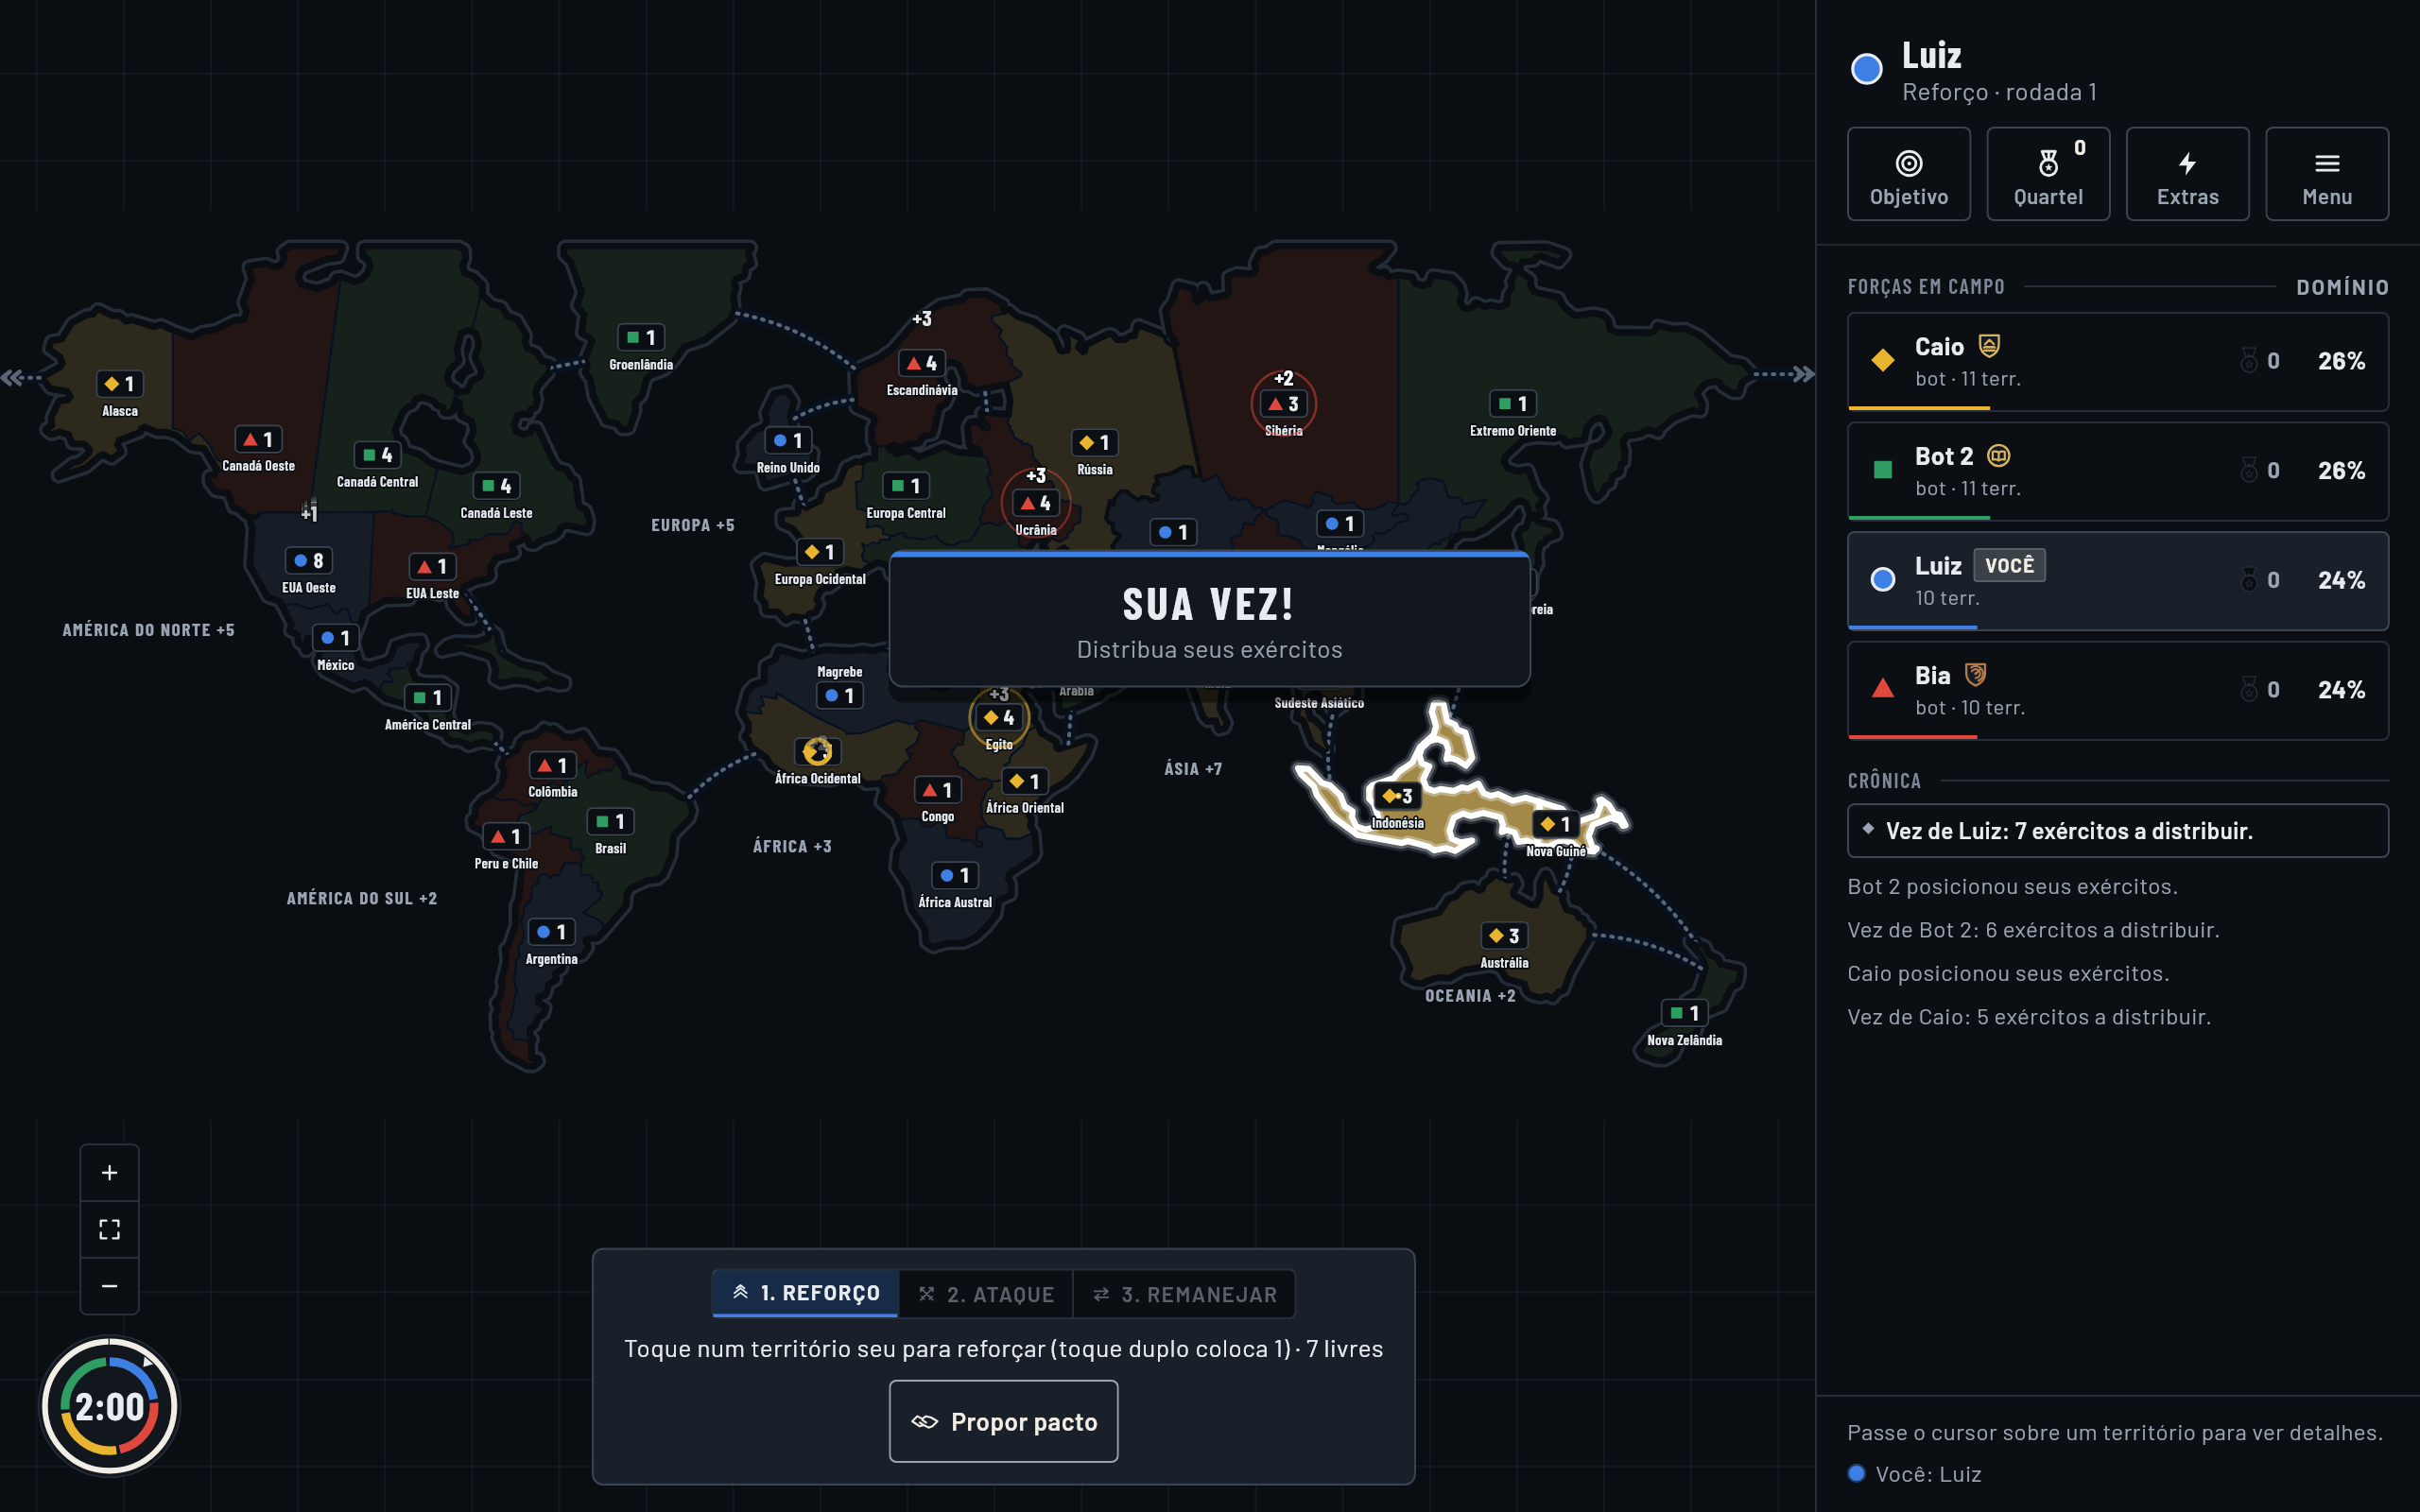 Luiz
Reforço · rodada 1
Objetivo
0
Quartel
Extras
Menu
FORÇAS EM CAMPO
DOMÍNIO
Caio
bot · 11 terr.
0
26%
Bot 2
bot · 11 terr.
0
26%
Luiz
VOCÊ
10 terr.
0
24%
Bia
bot · 10 terr.
0
24%
CRÔNICA
Vez de Luiz: 7 exércitos a distribuir.
Bot 2 posicionou seus exércitos.
Vez de Bot 2: 6 exércitos a distribuir.
Caio posicionou seus exércitos.
Vez de Caio: 5 exércitos a distribuir.
Passe o cursor sobre um território para ver detalhes.
Você: Luiz
1
Alasca
1
Canadá Oeste
4
Canadá Central
4
Canadá Leste
1
Groenlândia
+1
8
EUA Oeste
1
EUA Leste
1
México
1
América Central
AMÉRICA DO NORTE +5
1
Colômbia
1
Peru e Chile
1
Brasil
1
Argentina
AMÉRICA DO SUL +2
+3
4
Escandinávia
1
Reino Unido
1
Europa Central
+3
4
Ucrânia
1
Rússia
1
Europa Ocidental
EUROPA +5
+2
3
Sibéria
1
Extremo Oriente
1
1
SUA VEZ!
Distribua seus exércitos
Magrebe
1
+3
4
Egito
África Ocidental
1
Congo
1
África Oriental
1
África Austral
ÁFRICA +3
Arábia
Sudeste Asiático
ÁSIA +7
3
Indonésia
1
Nova Guiné
3
Austrália
OCEANIA +2
1
Nova Zelândia
+
−
2:00
1. REFORÇO
2. ATAQUE
3. REMANEJAR
Toque num território seu para reforçar (toque duplo coloca 1) · 7 livres
Propor pacto